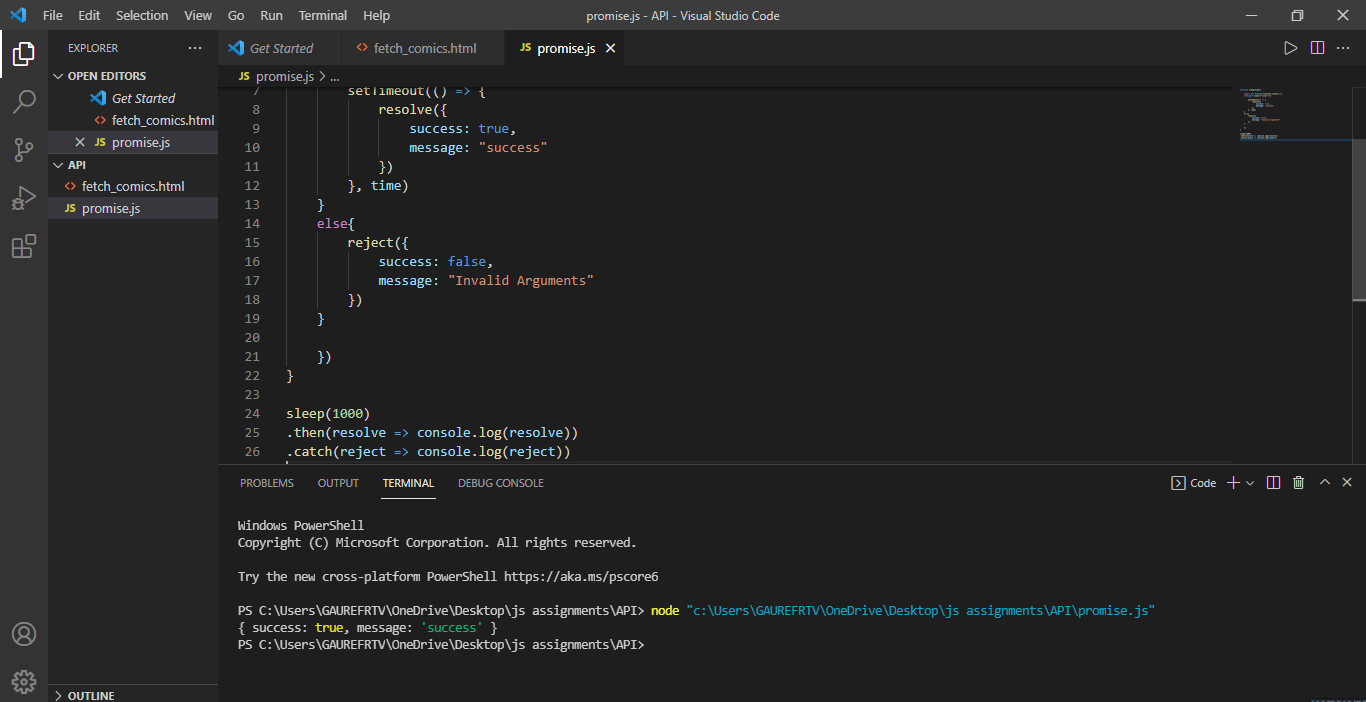 File Edit Selection View Go Run Terminal Help promise.js - API - Visual Studio Code
EXPLORER ...
OPEN EDITORS
Get Started
fetch_comics.html
JS promise.js
API
fetch_comics.html
JS promise.js
OUTLINE
Get Started fetch_comics.html JS promise.js
JS promise.js > ...
7 setTimeout(() => {
8 resolve({
9 success: true,
10 message: "success"
11 })
12 }, time)
13 }
14 else{
15 reject({
16 success: false,
17 message: "Invalid Arguments"
18 })
19 }
20
21 })
22 }
23
24 sleep(1000)
25 .then(resolve => console.log(resolve))
26 .catch(reject => console.log(reject))
PROBLEMS OUTPUT TERMINAL DEBUG CONSOLE Code
Windows PowerShell
Copyright (C) Microsoft Corporation. All rights reserved.
Try the new cross-platform PowerShell https://aka.ms/pscore6
PS C:\Users\GAUREFRTV\OneDrive\Desktop\js assignments\API> node "c:\Users\GAUREFRTV\OneDrive\Desktop\js assignments\API\promise.js"
{ success: true, message: 'success' }
PS C:\Users\GAUREFRTV\OneDrive\Desktop\js assignments\API>